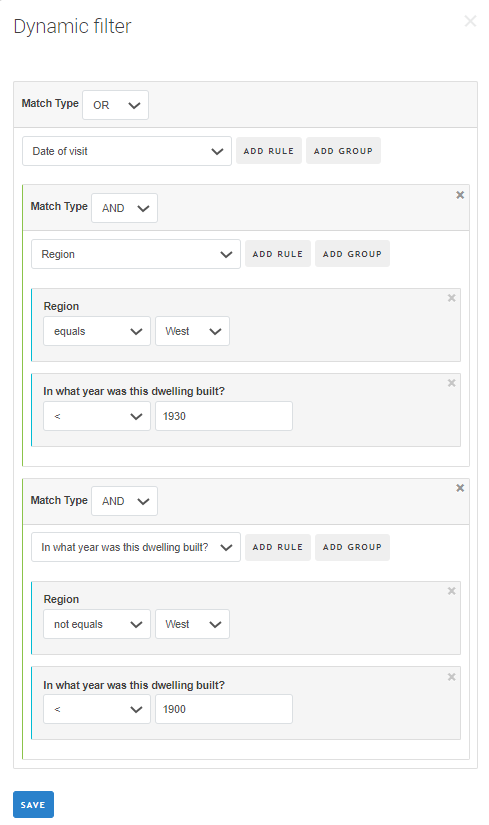 Dynamic filter
Match Type OR
Date of visit ADD RULE ADD GROUP
Match Type AND
Region ADD RULE ADD GROUP
Region
equals West
In what year was this dwelling built?
< 1930
Match Type AND
In what year was this dwelling built? ADD RULE ADD GROUP
Region
not equals West
In what year was this dwelling built?
< 1900
SAVE